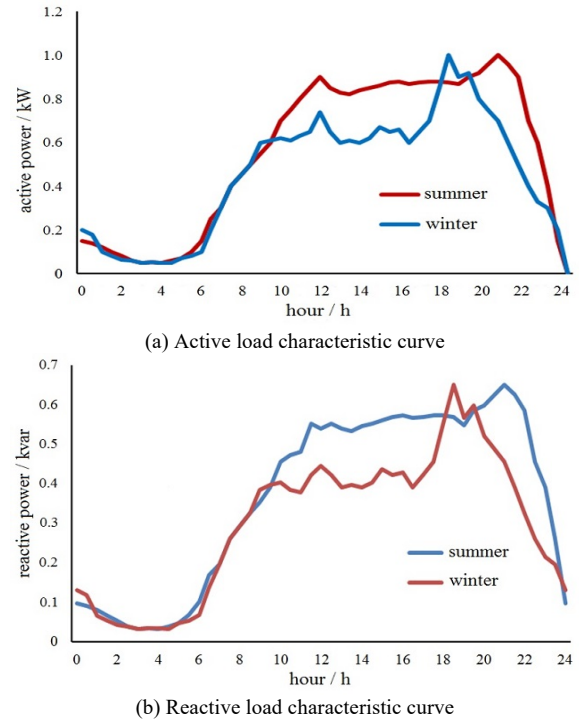 1.2
1.0
0.8
0.6
0.4
0.2
0
active power / kW
summer
winter
0 2 4 6 8 10 12 14 16 18 20 22 24
hour / h
(a) Active load characteristic curve
0.7
0.6
0.5
0.4
0.3
0.2
0.1
0
reactive power / kvar
summer
winter
0 2 4 6 8 10 12 14 16 18 20 22 24
hour / h
(b) Reactive load characteristic curve